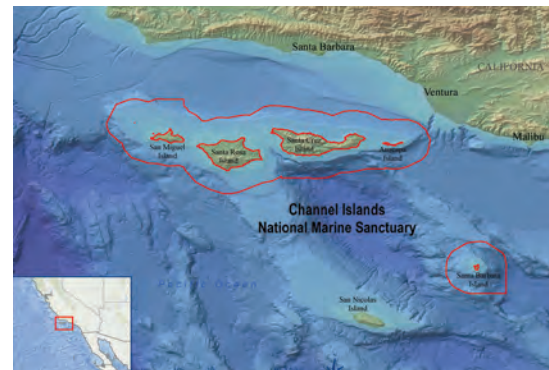 Santa Barbara
CALIFORNIA
Ventura
Malibu
San Miguel
Island
Santa Rosa
Island
Santa Cruz
Island
Anacapa
Island
Channel Islands
National Marine Sanctuary
Santa Barbara
Island
Pacific Ocean
San Nicolas
Island